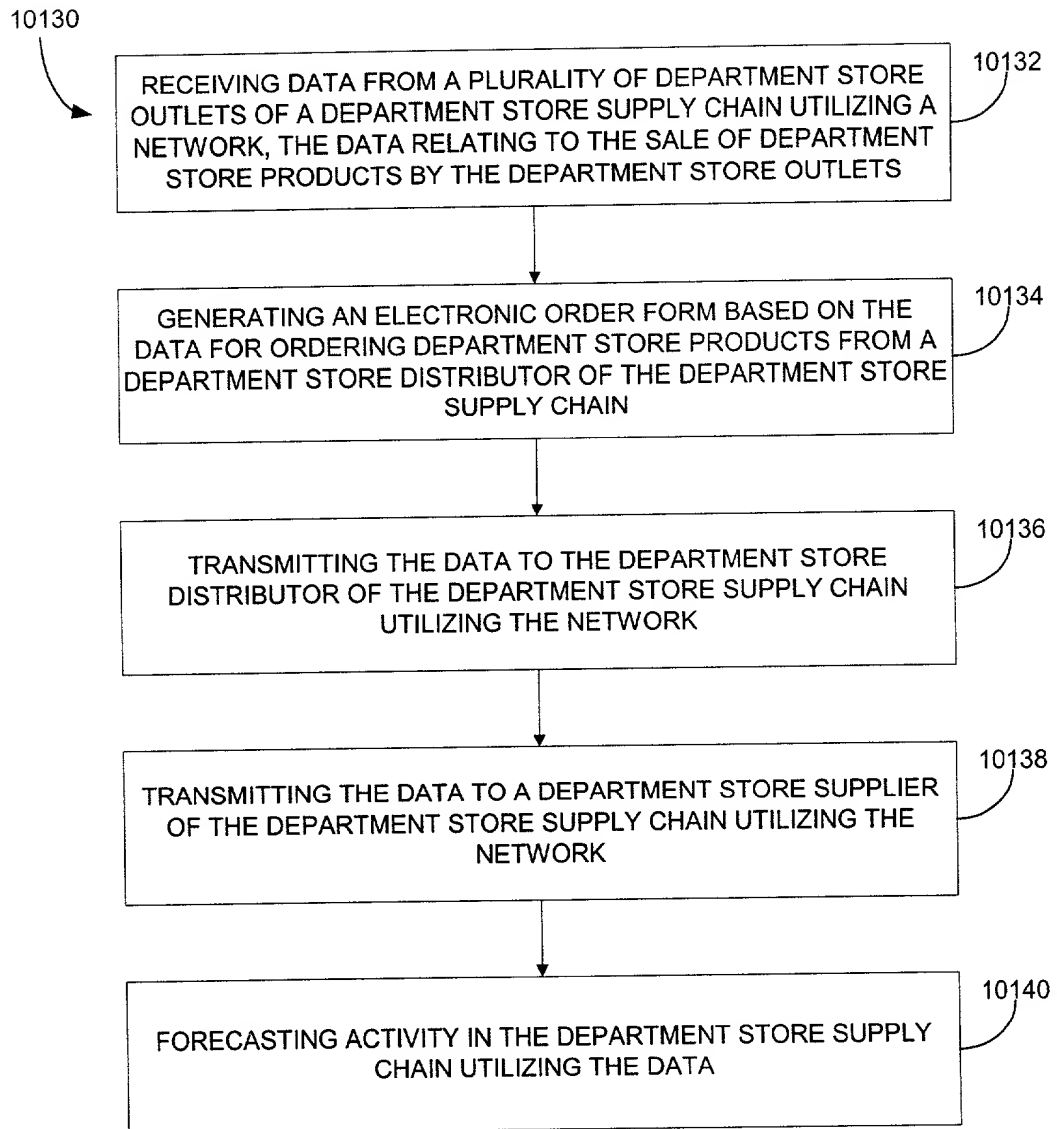 10130
RECEIVING DATA FROM A PLURALITY OF DEPARTMENT STORE
OUTLETS OF A DEPARTMENT STORE SUPPLY CHAIN UTILIZING A
NETWORK, THE DATA RELATING TO THE SALE OF DEPARTMENT
STORE PRODUCTS BY THE DEPARTMENT STORE OUTLETS
10132
GENERATING AN ELECTRONIC ORDER FORM BASED ON THE
DATA FOR ORDERING DEPARTMENT STORE PRODUCTS FROM A
DEPARTMENT STORE DISTRIBUTOR OF THE DEPARTMENT STORE
SUPPLY CHAIN
10134
TRANSMITTING THE DATA TO THE DEPARTMENT STORE
DISTRIBUTOR OF THE DEPARTMENT STORE SUPPLY CHAIN
UTILIZING THE NETWORK
10136
TRANSMITTING THE DATA TO A DEPARTMENT STORE SUPPLIER
OF THE DEPARTMENT STORE SUPPLY CHAIN UTILIZING THE
NETWORK
10138
FORECASTING ACTIVITY IN THE DEPARTMENT STORE SUPPLY
CHAIN UTILIZING THE DATA
10140